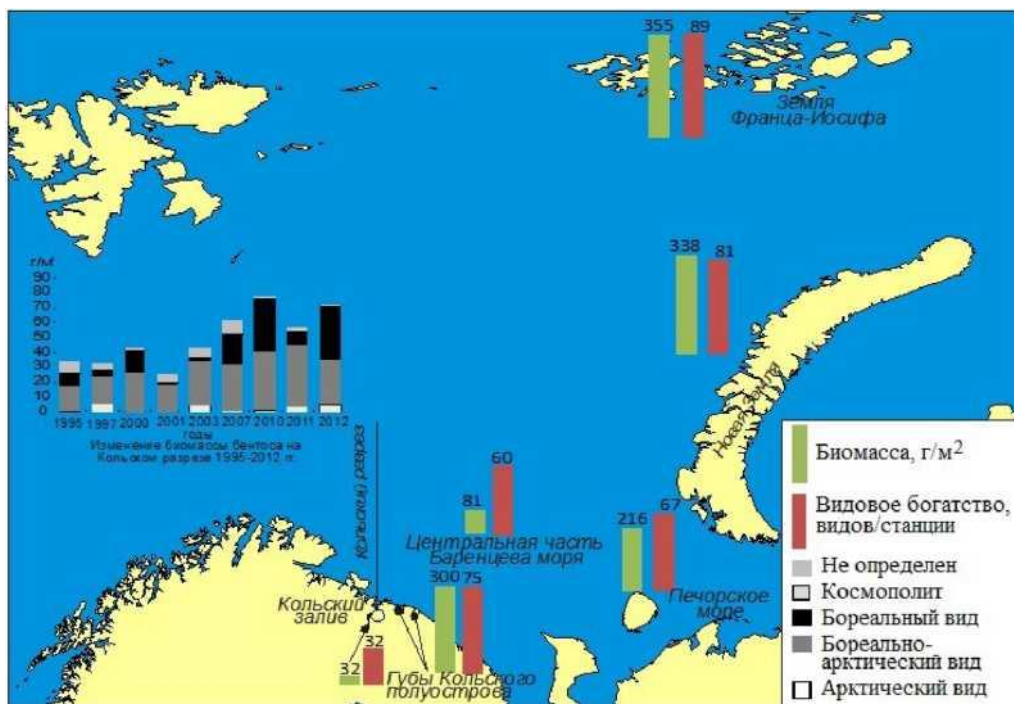 355 89
Земля
Франца-Иосифа
338 81
Новая Земля
г/м²
90
80
70
60
50
40
30
20
10
0
1995 1997 2000 2001 2003 2007 2010 2011 2012
годы
Изменение биомассы бентоса на
Кольском разрезе 1995-2012 гг.
Кольский разрез
81 60
Центральная часть
Баренцева моря
216 67
Печорское
море
300 75
Кольский
залив
32 32
Губы Кольского
полуострова
Биомасса, г/м²
Видовое богатство,
видов/станции
Не определен
Космополит
Бореальный вид
Бореально-
арктический вид
Арктический вид